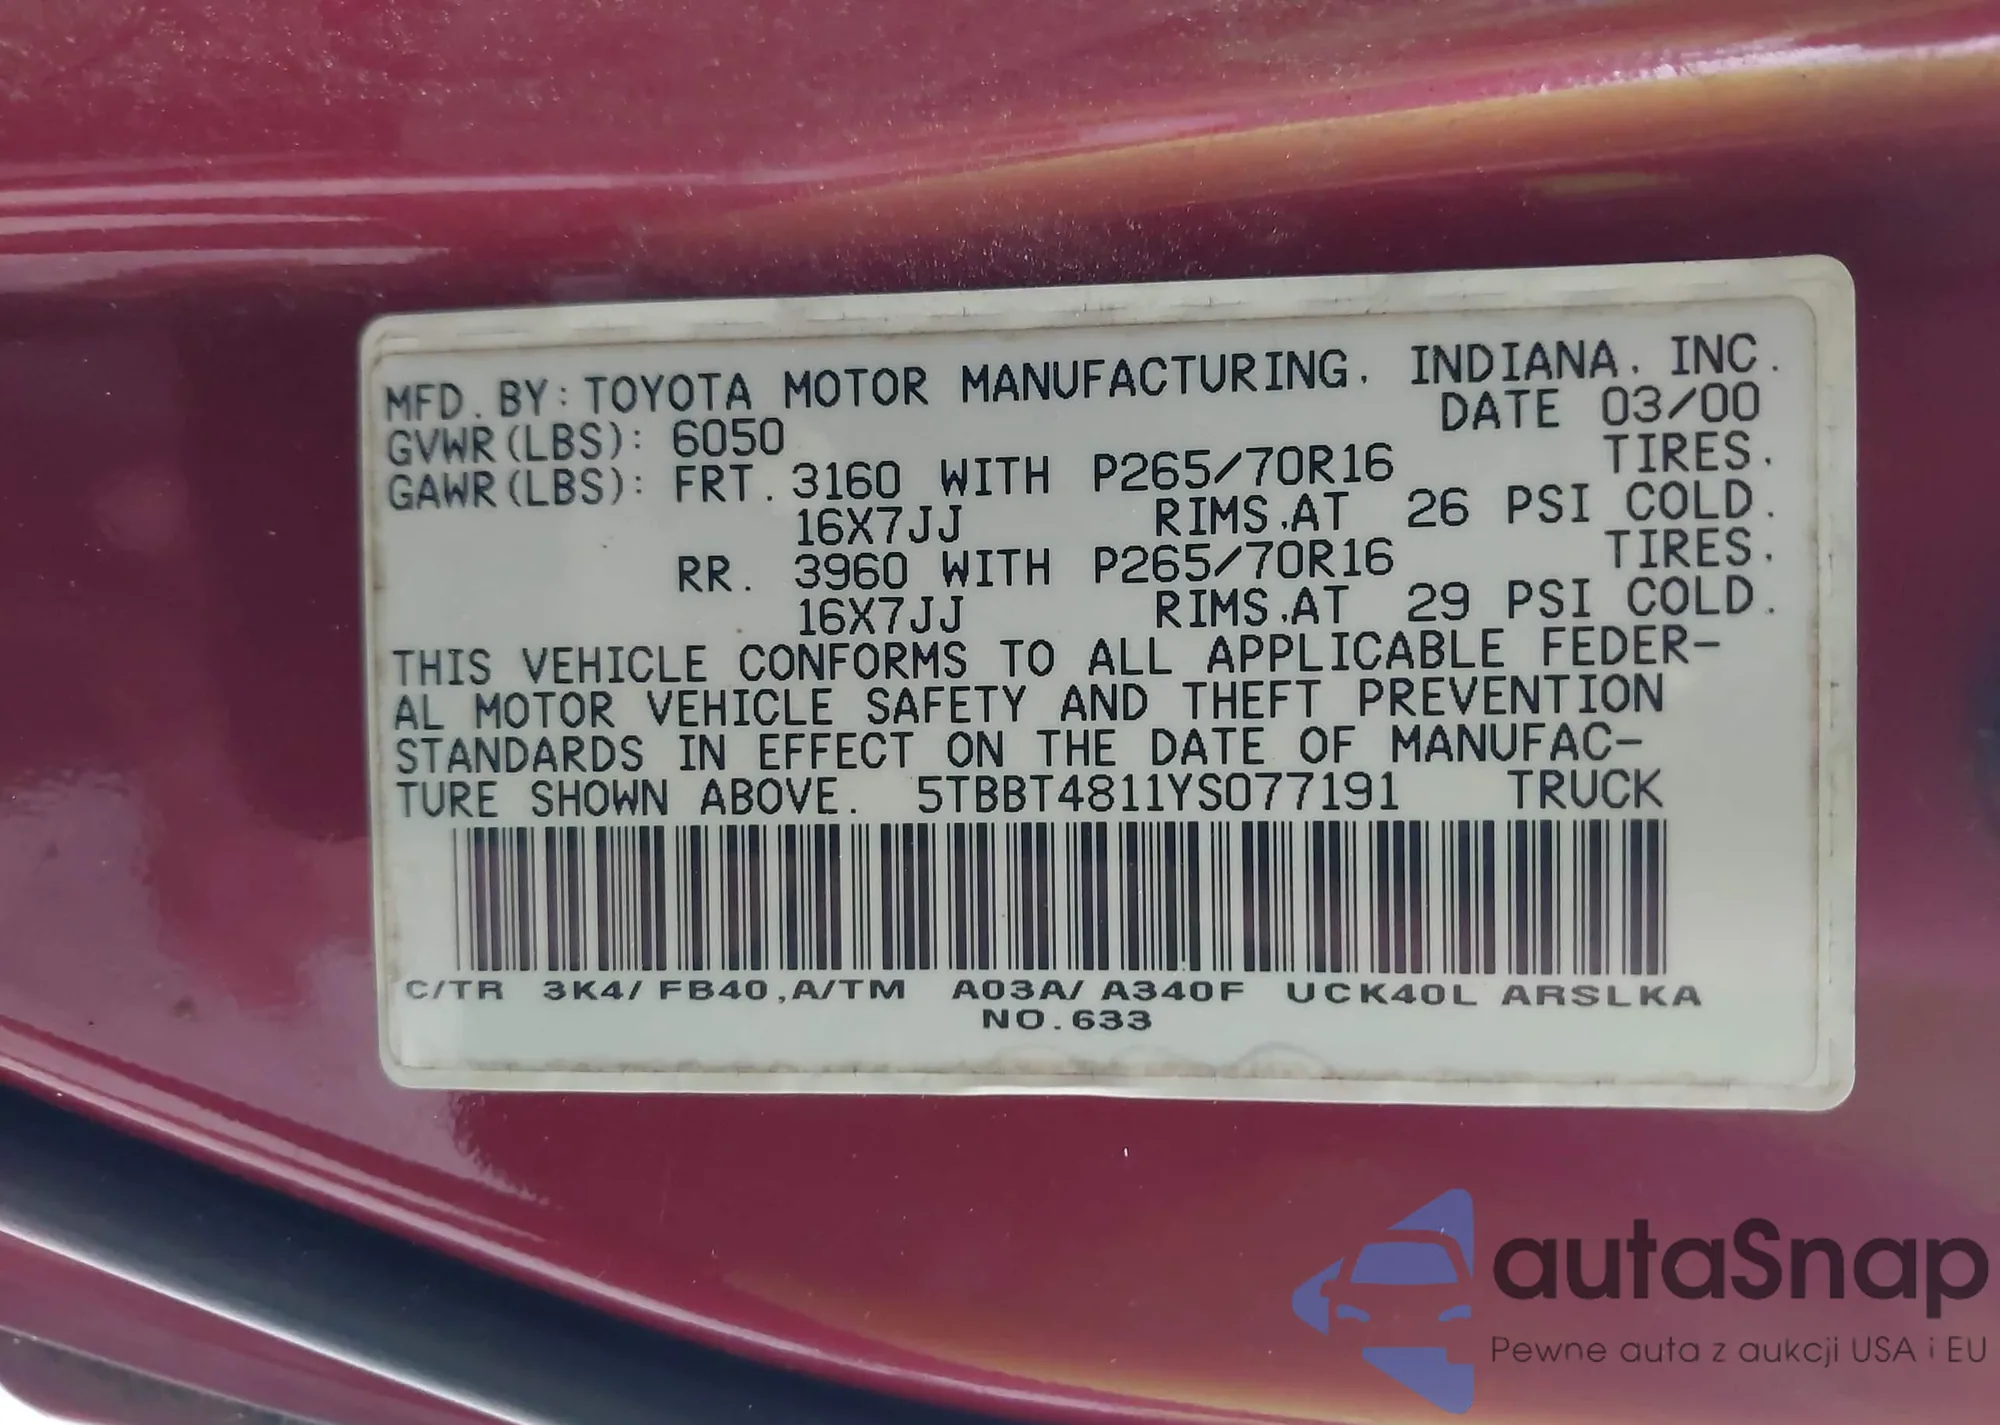 MFD. BY: TOYOTA MOTOR MANUFACTURING. INDIANA. INC.
DATE 03/00
GVWR(LBS): 6050
TIRES.
GAWR(LBS): FRT. 3160 WITH P265/70R16
16X7JJ RIMS.AT 26 PSI COLD.
TIRES.
RR. 3960 WITH P265/70R16
16X7JJ RIMS.AT 29 PSI COLD.
THIS VEHICLE CONFORMS TO ALL APPLICABLE FEDER-
AL MOTOR VEHICLE SAFETY AND THEFT PREVENTION
STANDARDS IN EFFECT ON THE DATE OF MANUFAC-
TURE SHOWN ABOVE. 5TBBT4811YS077191 TRUCK
C/TR 3K4/ FB40 ,A/TM A03A/ A340F UCK40L ARSLKA
NO.633
autaSnap
Pewne auta z aukcji USA i EU